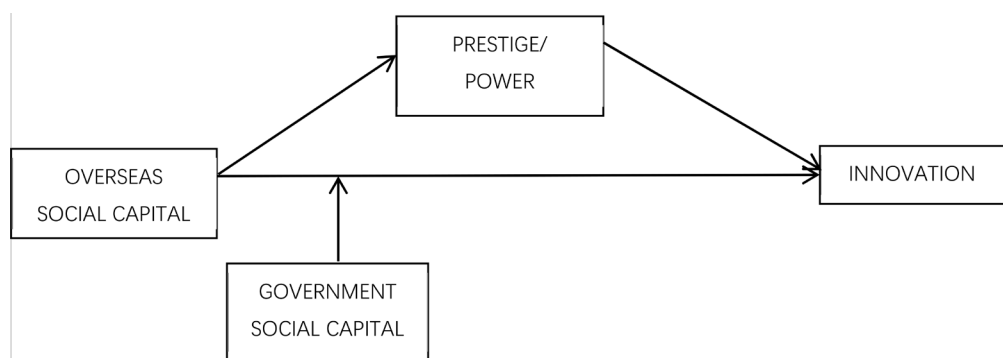 PRESTIGE/
POWER
OVERSEAS
SOCIAL CAPITAL
INNOVATION
GOVERNMENT
SOCIAL CAPITAL